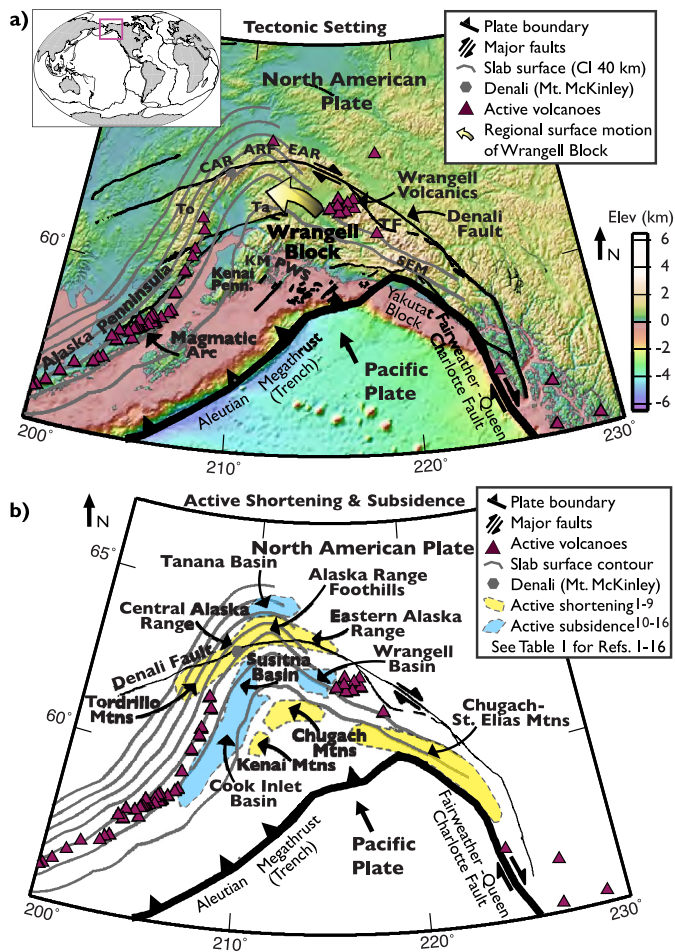 a)
Tectonic Setting
Plate boundary
Major faults
Slab surface (CI 40 km)
Denali (Mt. McKinley)
Active volcanoes
Regional surface motion
of Wrangell Block
North American
Plate
CAR
ARF
EAR
Wrangell
Volcanics
To
Ta
TF
Denali
Fault
Wrangell
Block
60°
KM
PWS
SEM
Kenai
Penn.
Alaska Penninsula
Magmatic
Arc
Yakutat
Block
Fairweather -Queen
Charlotte Fault
Pacific
Plate
Aleutian
Megathrust
(Trench)
Elev (km)
N
6
4
2
0
-2
-4
-6
200°
210°
220°
230°
b)
Active Shortening & Subsidence
N
Plate boundary
Major faults
Active volcanoes
Slab surface contour
Denali (Mt. McKinley)
Active shortening1-9
Active subsidence10-16
See Table 1 for Refs. 1-16
65°
North American Plate
Tanana Basin
Alaska Range
Foothills
Central Alaska
Range
Eastern Alaska
Range
Denali Fault
Susitna
Basin
Wrangell
Basin
Tordrillo
Mtns
60°
Chugach-
St. Elias Mtns
Chugach
Mtns
Kenai Mtns
Cook Inlet
Basin
Fairweather -Queen
Charlotte Fault
Pacific
Plate
Aleutian
Megathrust
(Trench)
200°
210°
220°
230°